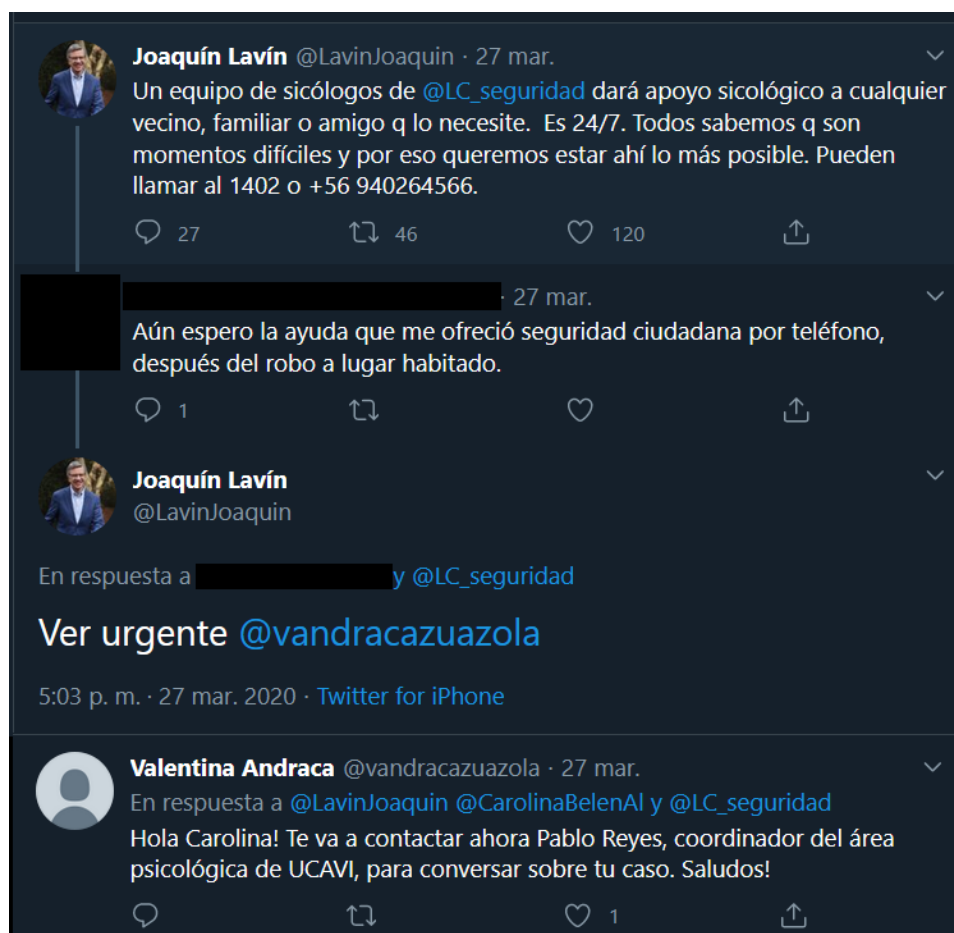 Joaquín Lavín @LavinJoaquin · 27 mar.
Un equipo de sicólogos de @LC_seguridad dará apoyo sicológico a cualquier
vecino, familiar o amigo q lo necesite. Es 24/7. Todos sabemos q son
momentos difíciles y por eso queremos estar ahí lo más posible. Pueden
llamar al 1402 o +56 940264566.
27 46 120
· 27 mar.
Aún espero la ayuda que me ofreció seguridad ciudadana por teléfono,
después del robo a lugar habitado.
1
Joaquín Lavín
@LavinJoaquin
En respuesta a y @LC_seguridad
Ver urgente @vandracazuazola
5:03 p. m. · 27 mar. 2020 · Twitter for iPhone
Valentina Andraca @vandracazuazola · 27 mar.
En respuesta a @LavinJoaquin @CarolinaBelenAl y @LC_seguridad
Hola Carolina! Te va a contactar ahora Pablo Reyes, coordinador del área
psicológica de UCAVI, para conversar sobre tu caso. Saludos!
1